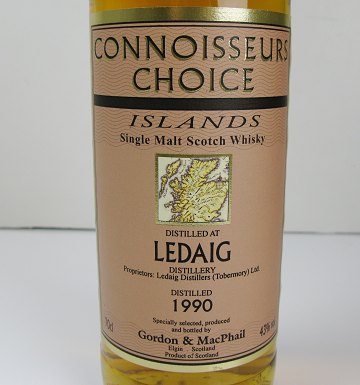 CONNOISSEURS
CHOICE
ISLANDS
Single Malt Scotch Whisky
DISTILLED AT
LEDAIG
DISTILLERY
Proprietors: Ledaig Distillers (Tobermory) Ltd.
DISTILLED
1990
Specially selected, produced
and bottled by
70cl Gordon & MacPhail 43%
Elgin Scotland
Product of Scotland